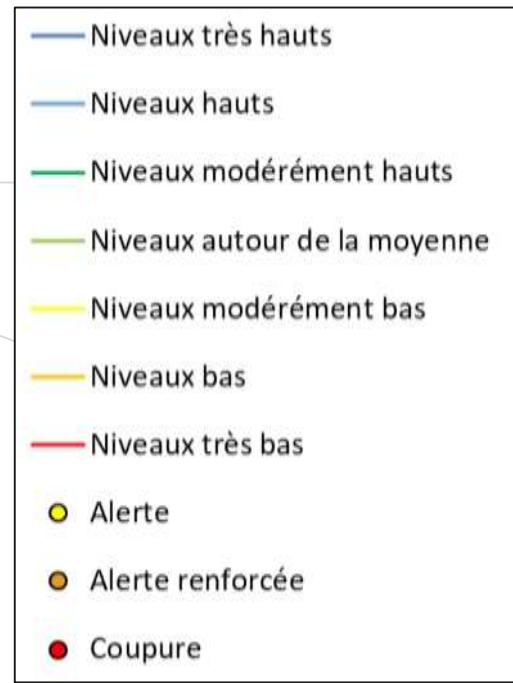 Niveaux très hauts
Niveaux hauts
Niveaux modérément hauts
Niveaux autour de la moyenne
Niveaux modérément bas
Niveaux bas
Niveaux très bas
Alerte
Alerte renforcée
Coupure